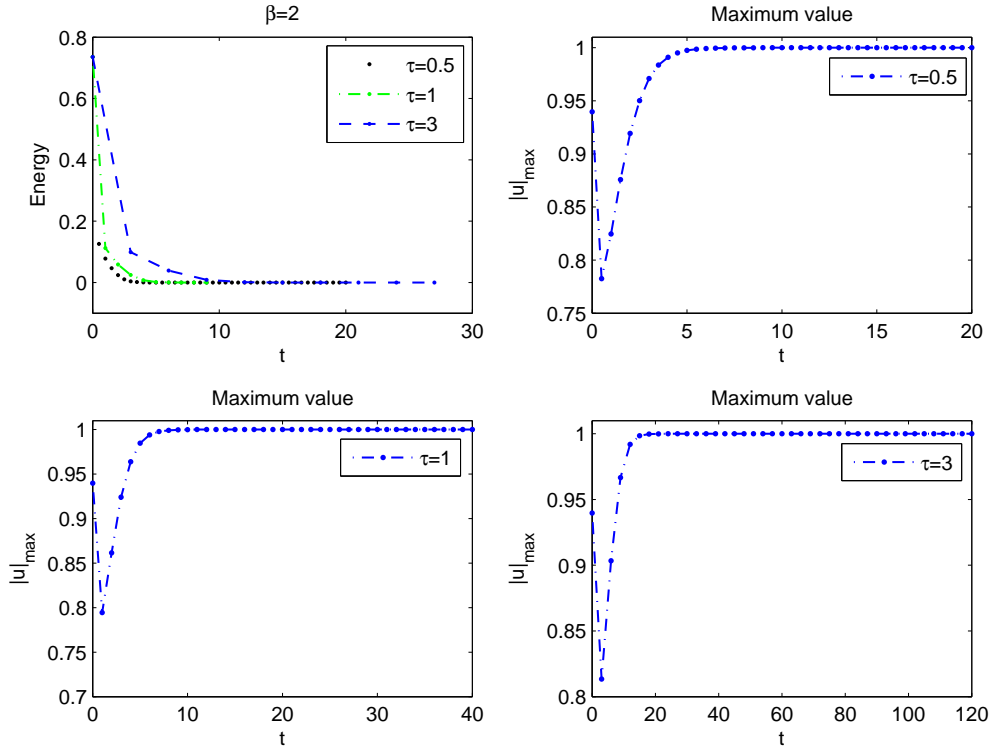 β=2
0.8
0.6
0.4
0.2
0
Energy
τ=0.5
τ=1
τ=3
0 10 20 30
t
Maximum value
1
0.95
0.9
0.85
0.8
0.75
|u|max
τ=0.5
0 5 10 15 20
t
Maximum value
1
0.95
0.9
0.85
0.8
0.75
0.7
|u|max
τ=1
0 10 20 30 40
t
Maximum value
1
0.95
0.9
0.85
0.8
|u|max
τ=3
0 20 40 60 80 100 120
t